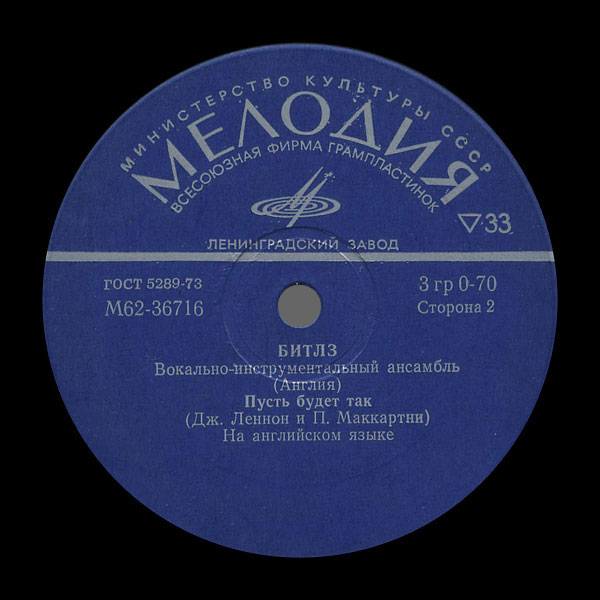 МИНИСТЕРСТВО КУЛЬТУРЫ СССР
МЕЛОДИЯ
ВСЕСОЮЗНАЯ ФИРМА ГРАМПЛАСТИНОК
▽33
ЛЕНИНГРАДСКИЙ ЗАВОД
ГОСТ 5289-73
3 гр 0-70
М62-36716
Сторона 2
БИТЛЗ
Вокально-инструментальный ансамбль
(Англия)
Пусть будет так
(Дж. Леннон и П. Маккартни)
На английском языке